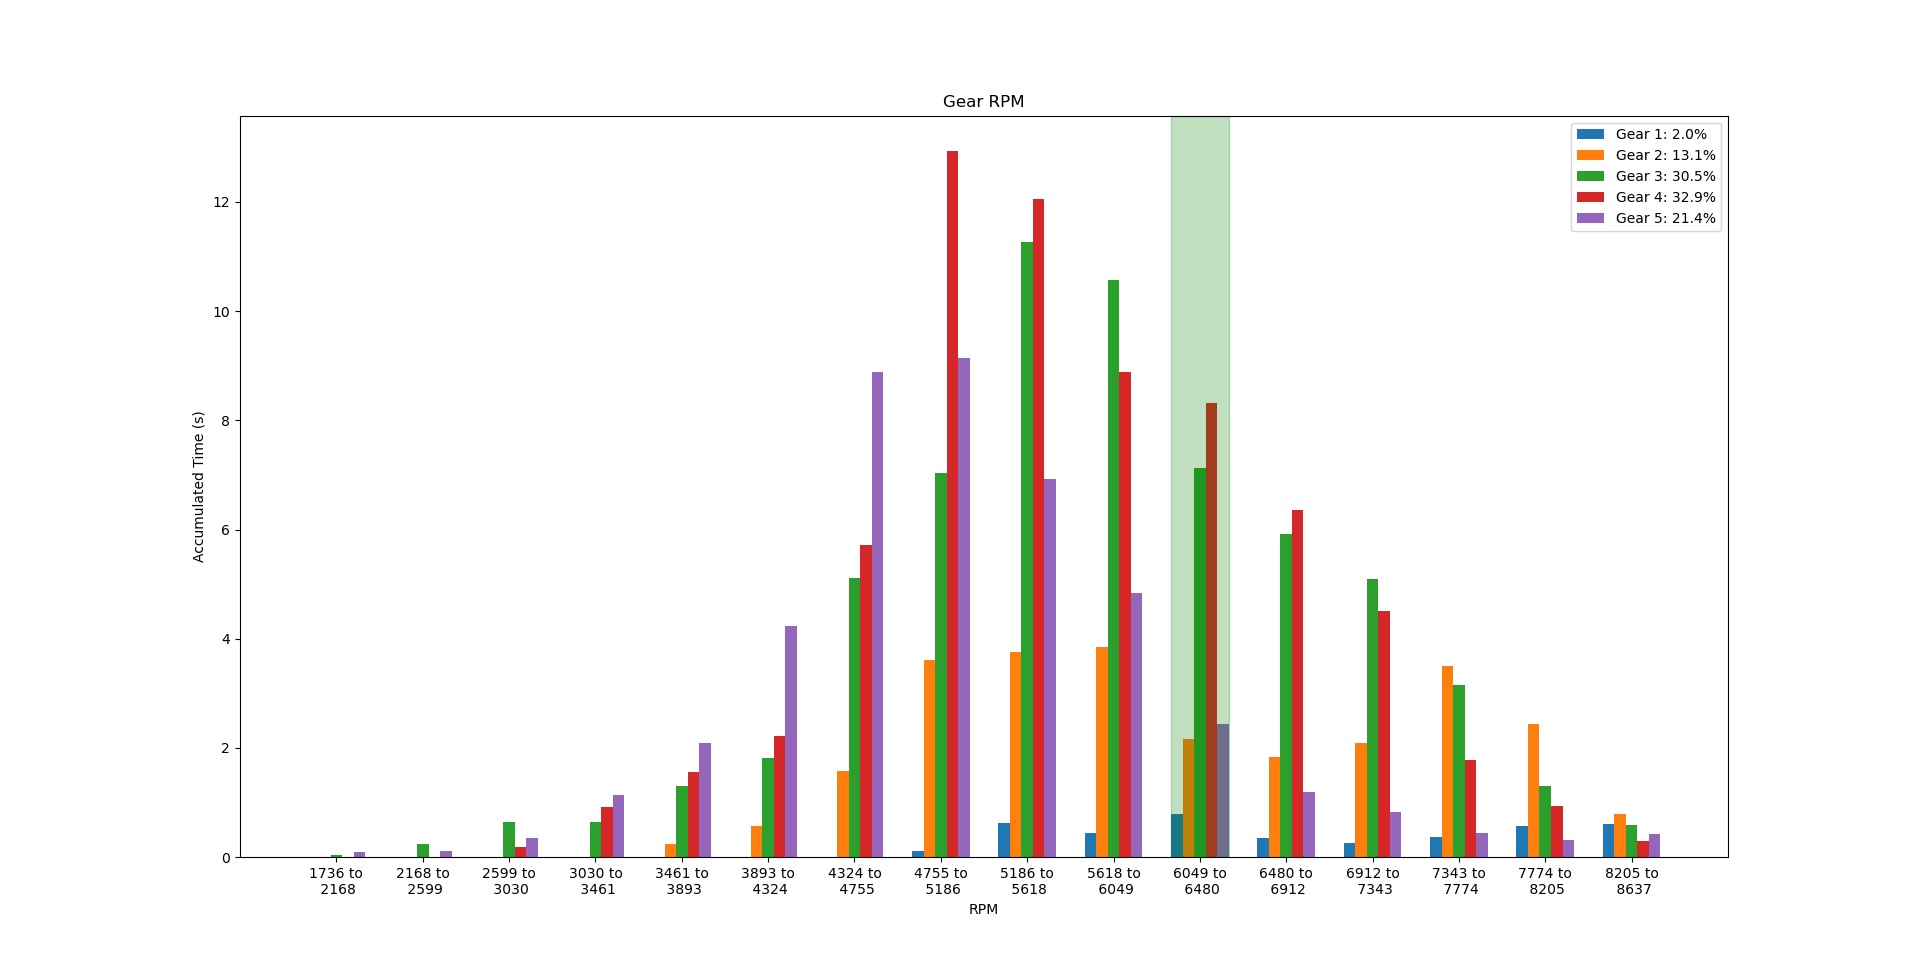 Gear RPM
Gear 1: 2.0%
Gear 2: 13.1%
Gear 3: 30.5%
Gear 4: 32.9%
Gear 5: 21.4%
Accumulated Time (s)
12
10
8
6
4
2
0
1736 to
2168
2168 to
2599
2599 to
3030
3030 to
3461
3461 to
3893
3893 to
4324
4324 to
4755
4755 to
5186
5186 to
5618
5618 to
6049
6049 to
6480
6480 to
6912
6912 to
7343
7343 to
7774
7774 to
8205
8205 to
8637
RPM